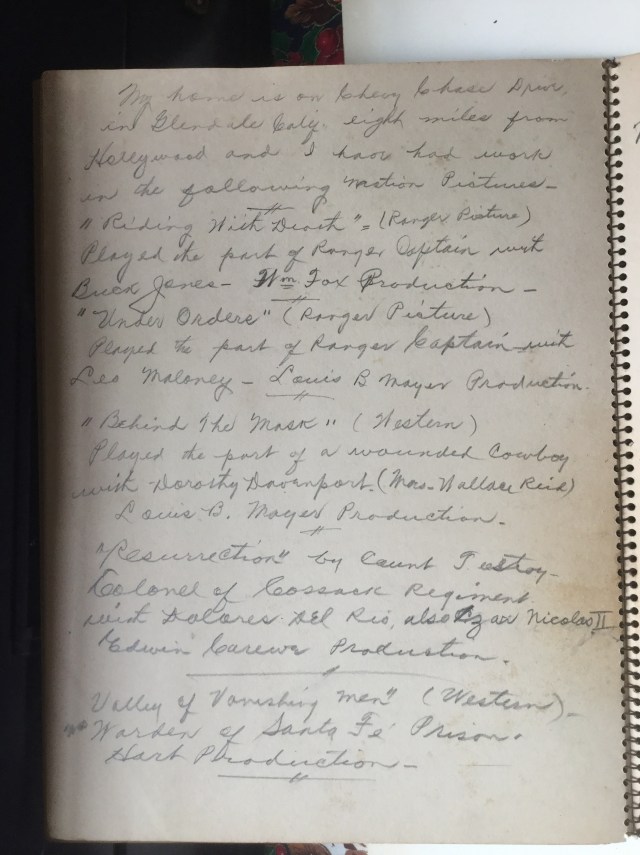 My home is on Chevy Chase Drive,
in Glendale Caly. eight miles from
Hollywood and I have had work
in the following Motion Pictures -
"Riding With Death" = (Ranger Picture)
Played the part of Ranger Captain with
Buck Jones - Wm Fox Production -
"Under Orders" (Ranger Picture)
Played the part of Ranger Captain with
Leo Maloney - Louis B Mayer Production.
"Behind The Mask" (Western)
Played the part of a wounded Cowboy
with Dorothy Davenport. (Mrs. Wallace Reid)
Louis B. Mayer Production.
"Resurrection" by Count
Colonel of Cossack Regiment
with Dolores Del Rio, also Czar Nicolas II
Edwin Carewe Production.
Valley of Vanishing Men" (Western) -
Warden of Santa Fé Prison.
Hart Production -